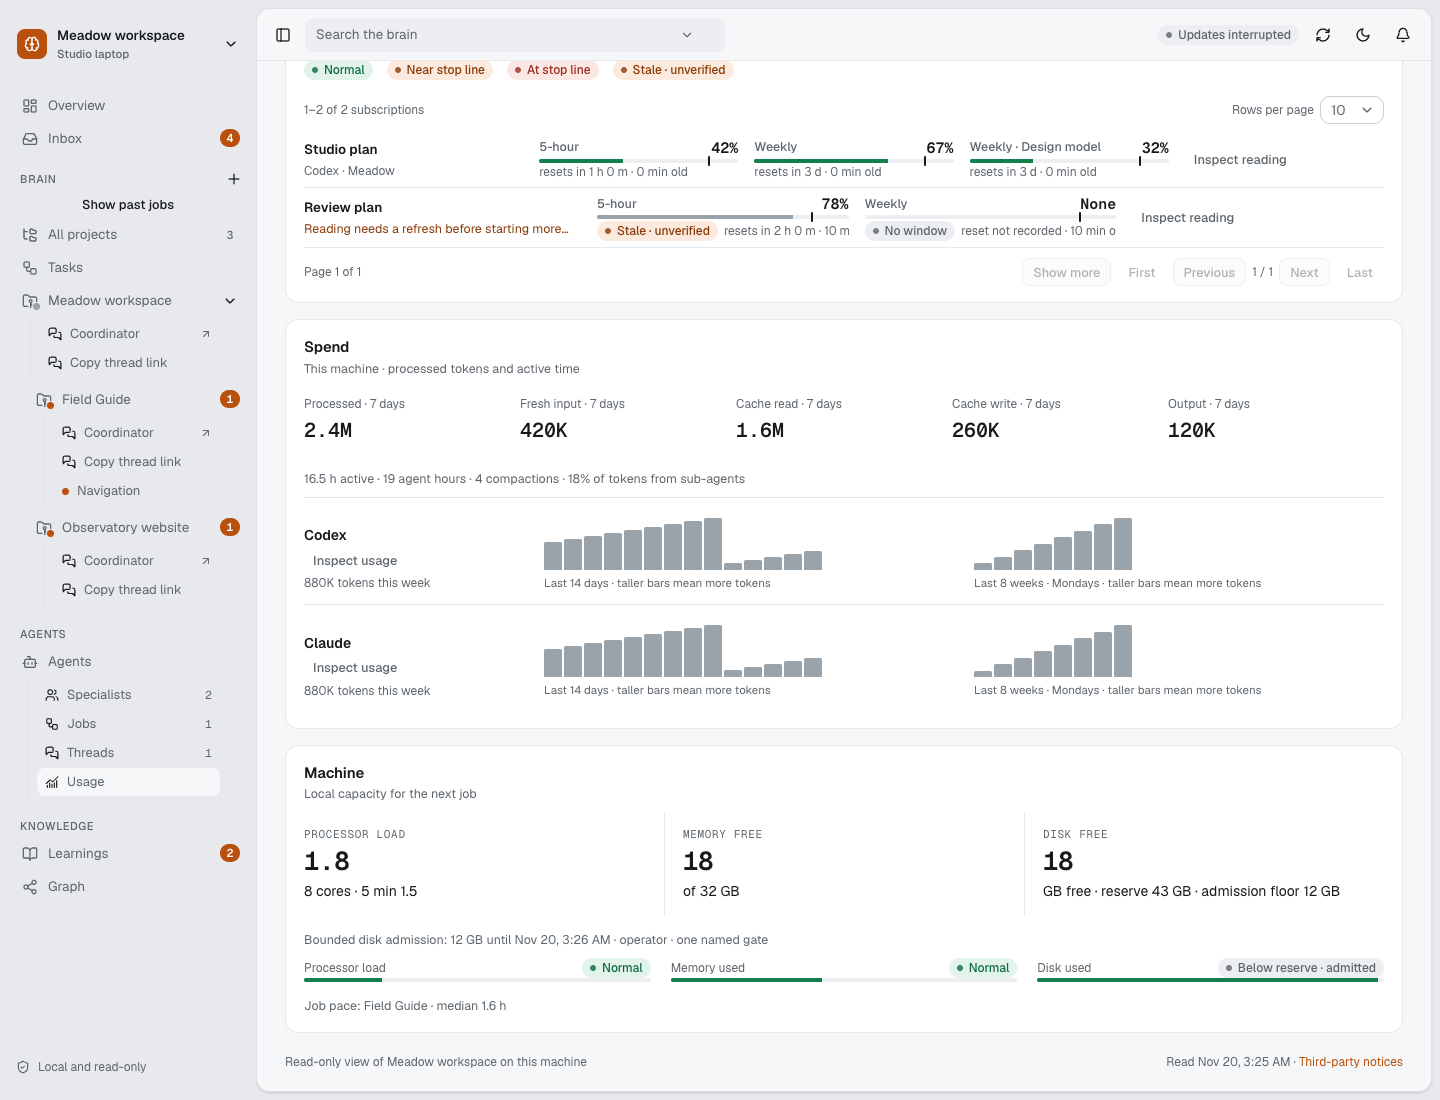 Meadow workspace
Studio laptop
Overview
Inbox 4
BRAIN
Show past jobs
All projects 3
Tasks
Meadow workspace
Coordinator
Copy thread link
Field Guide 1
Coordinator
Copy thread link
Navigation
Observatory website 1
Coordinator
Copy thread link
AGENTS
Agents
Specialists 2
Jobs 1
Threads 1
Usage
KNOWLEDGE
Learnings 2
Graph
Local and read-only
Search the brain
Updates interrupted
Normal Near stop line At stop line Stale · unverified
1–2 of 2 subscriptions
Rows per page 10
Studio plan
Codex · Meadow
5-hour 42%
resets in 1 h 0 m · 0 min old
Weekly 67%
resets in 3 d · 0 min old
Weekly · Design model 32%
resets in 3 d · 0 min old
Inspect reading
Review plan
Reading needs a refresh before starting more…
5-hour 78%
Stale · unverified resets in 2 h 0 m · 10 m
Weekly None
No window reset not recorded · 10 min o
Inspect reading
Page 1 of 1
Show more First Previous 1 / 1 Next Last
Spend
This machine · processed tokens and active time
Processed · 7 days
2.4M
Fresh input · 7 days
420K
Cache read · 7 days
1.6M
Cache write · 7 days
260K
Output · 7 days
120K
16.5 h active · 19 agent hours · 4 compactions · 18% of tokens from sub-agents
Codex
Inspect usage
880K tokens this week
Last 14 days · taller bars mean more tokens
Last 8 weeks · Mondays · taller bars mean more tokens
Claude
Inspect usage
880K tokens this week
Last 14 days · taller bars mean more tokens
Last 8 weeks · Mondays · taller bars mean more tokens
Machine
Local capacity for the next job
PROCESSOR LOAD
1.8
8 cores · 5 min 1.5
MEMORY FREE
18
of 32 GB
DISK FREE
18
GB free · reserve 43 GB · admission floor 12 GB
Bounded disk admission: 12 GB until Nov 20, 3:26 AM · operator · one named gate
Processor load Normal
Memory used Normal
Disk used Below reserve · admitted
Job pace: Field Guide · median 1.6 h
Read-only view of Meadow workspace on this machine
Read Nov 20, 3:25 AM · Third-party notices